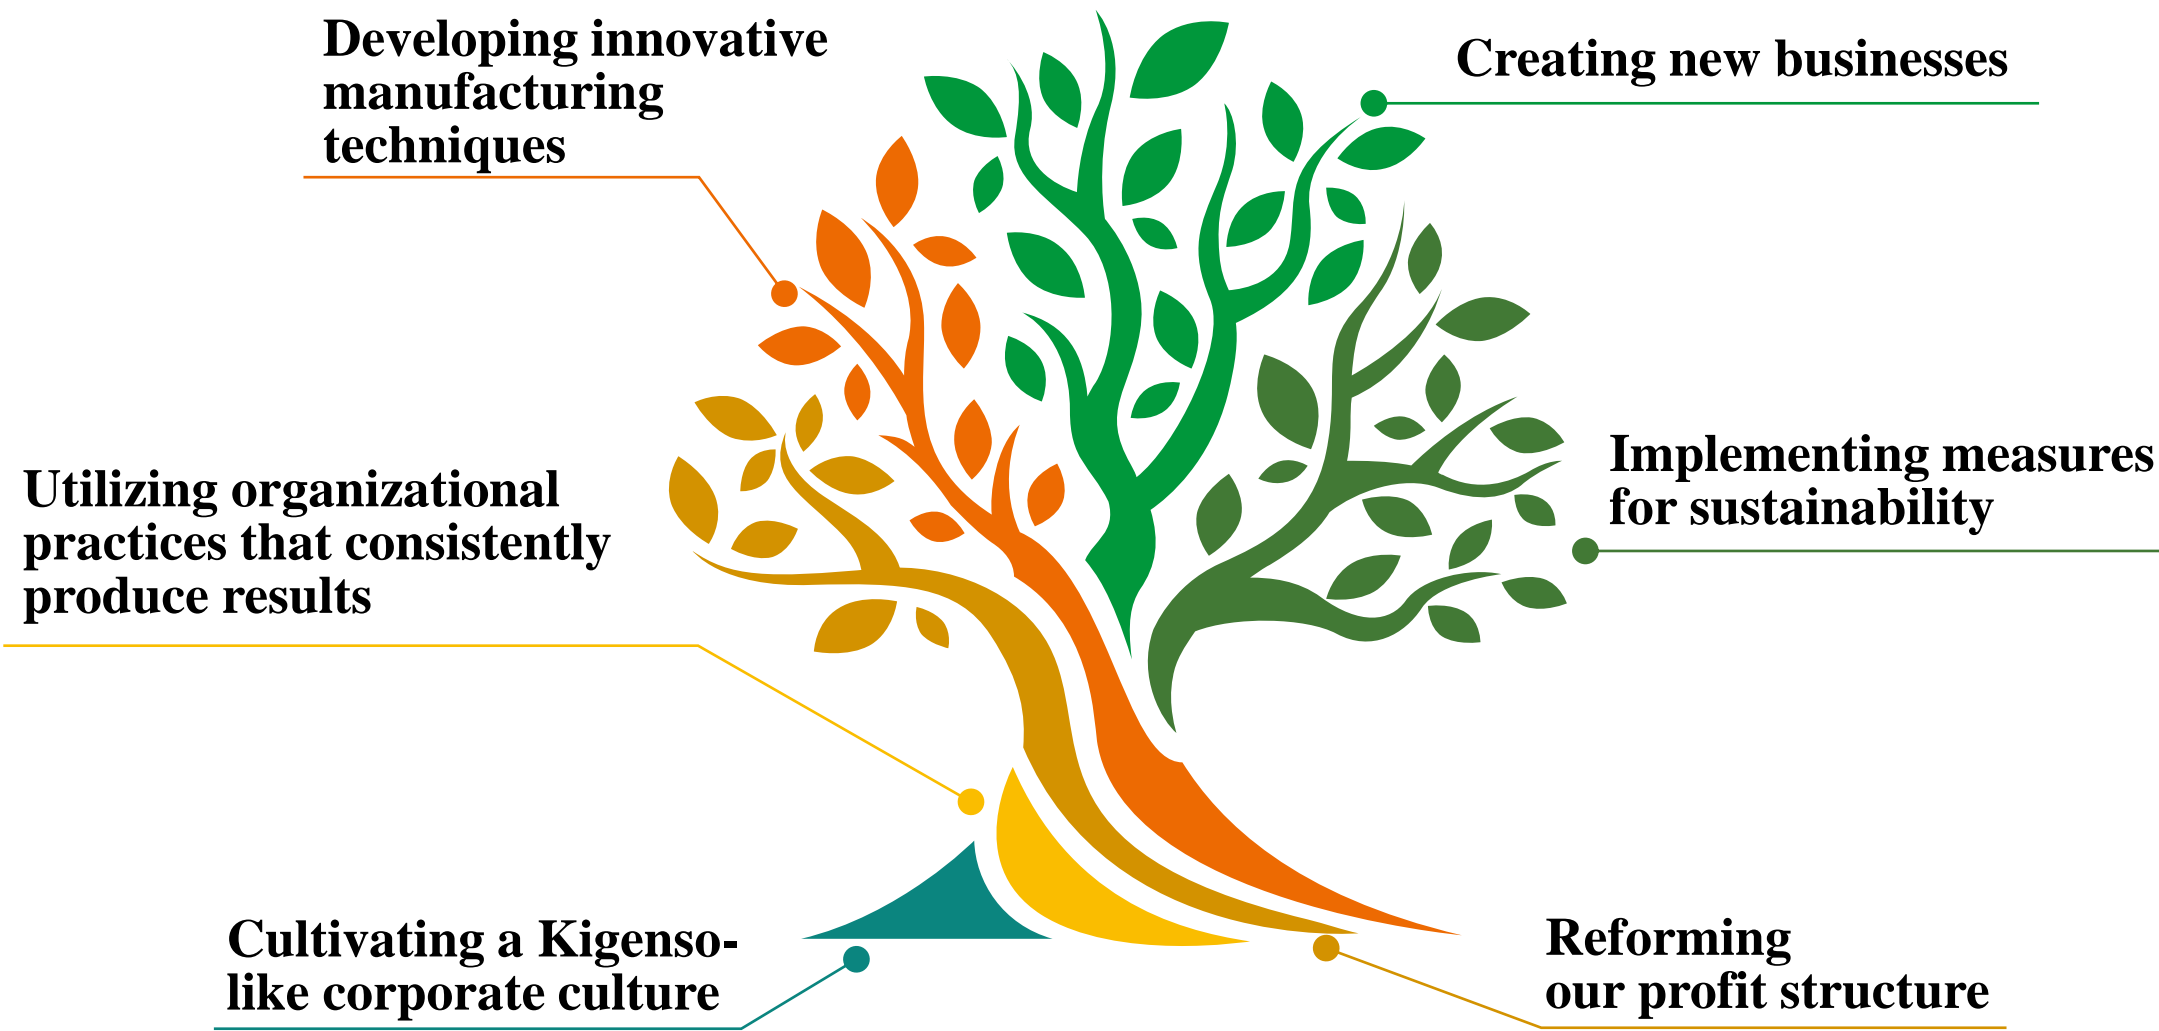 Developing innovative
manufacturing
techniques
Creating new businesses
Utilizing organizational
practices that consistently
produce results
Implementing measures
for sustainability
Cultivating a Kigenso-
like corporate culture
Reforming
our profit structure